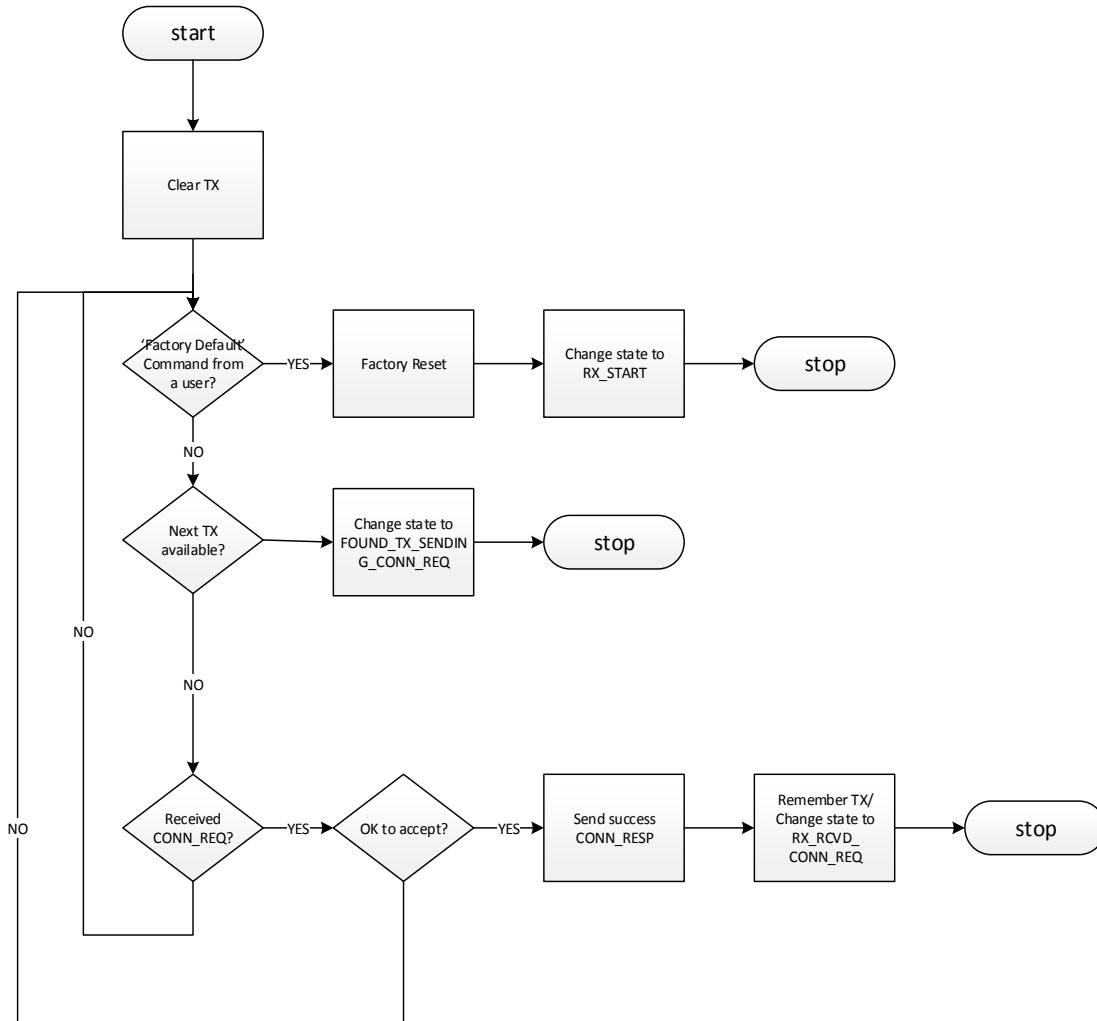 start
Clear TX
‘Factory Default’
Command from
a user?
YES
Factory Reset
Change state to
RX_START
stop
NO
Next TX
available?
Change state to
FOUND_TX_SENDIN
G_CONN_REQ
stop
NO
NO
Received
CONN_REQ?
YES
OK to accept?
YES
Send success
CONN_RESP
Remember TX/
Change state to
RX_RCVD_
CONN_REQ
stop
NO